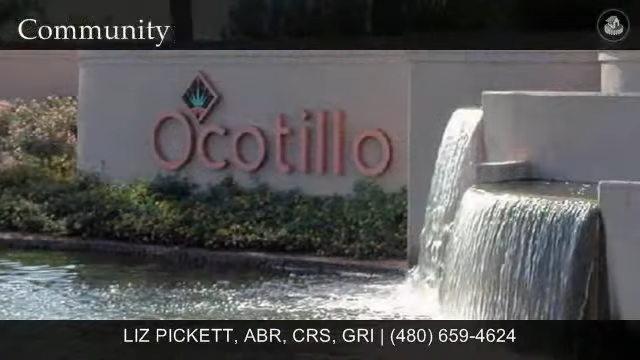 Community
Ocotillo
LIZ PICKETT, ABR, CRS, GRI | (480) 659-4624